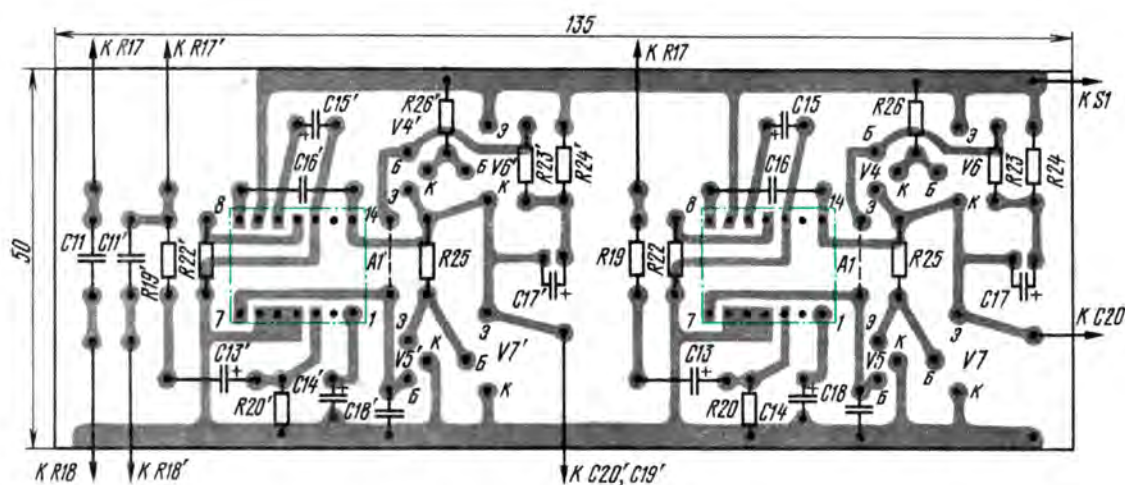 135
50
К R17
К R17'
К R17
К S1
C15'
R26'
V4'
Э
Б
C16'
К
Б
V6'
R23'
R24'
К
8
14
Э
C11
C11'
R19'
R22'
A1'
R25
C17'
7
1
Э
К
V5'
Э
V7'
Б
К
C13'
C14'
Б
R20'
C18'
C15
R26
V4
Э
Б
C16
К
Б
V6
R23
R24
К
8
14
Э
R19
R22
A1
R25
C17
7
1
Э
К
V5
Э
V7
Б
К
К C20
C13
C18
Б
R20
C14
К R18
К R18'
К C20', C19'